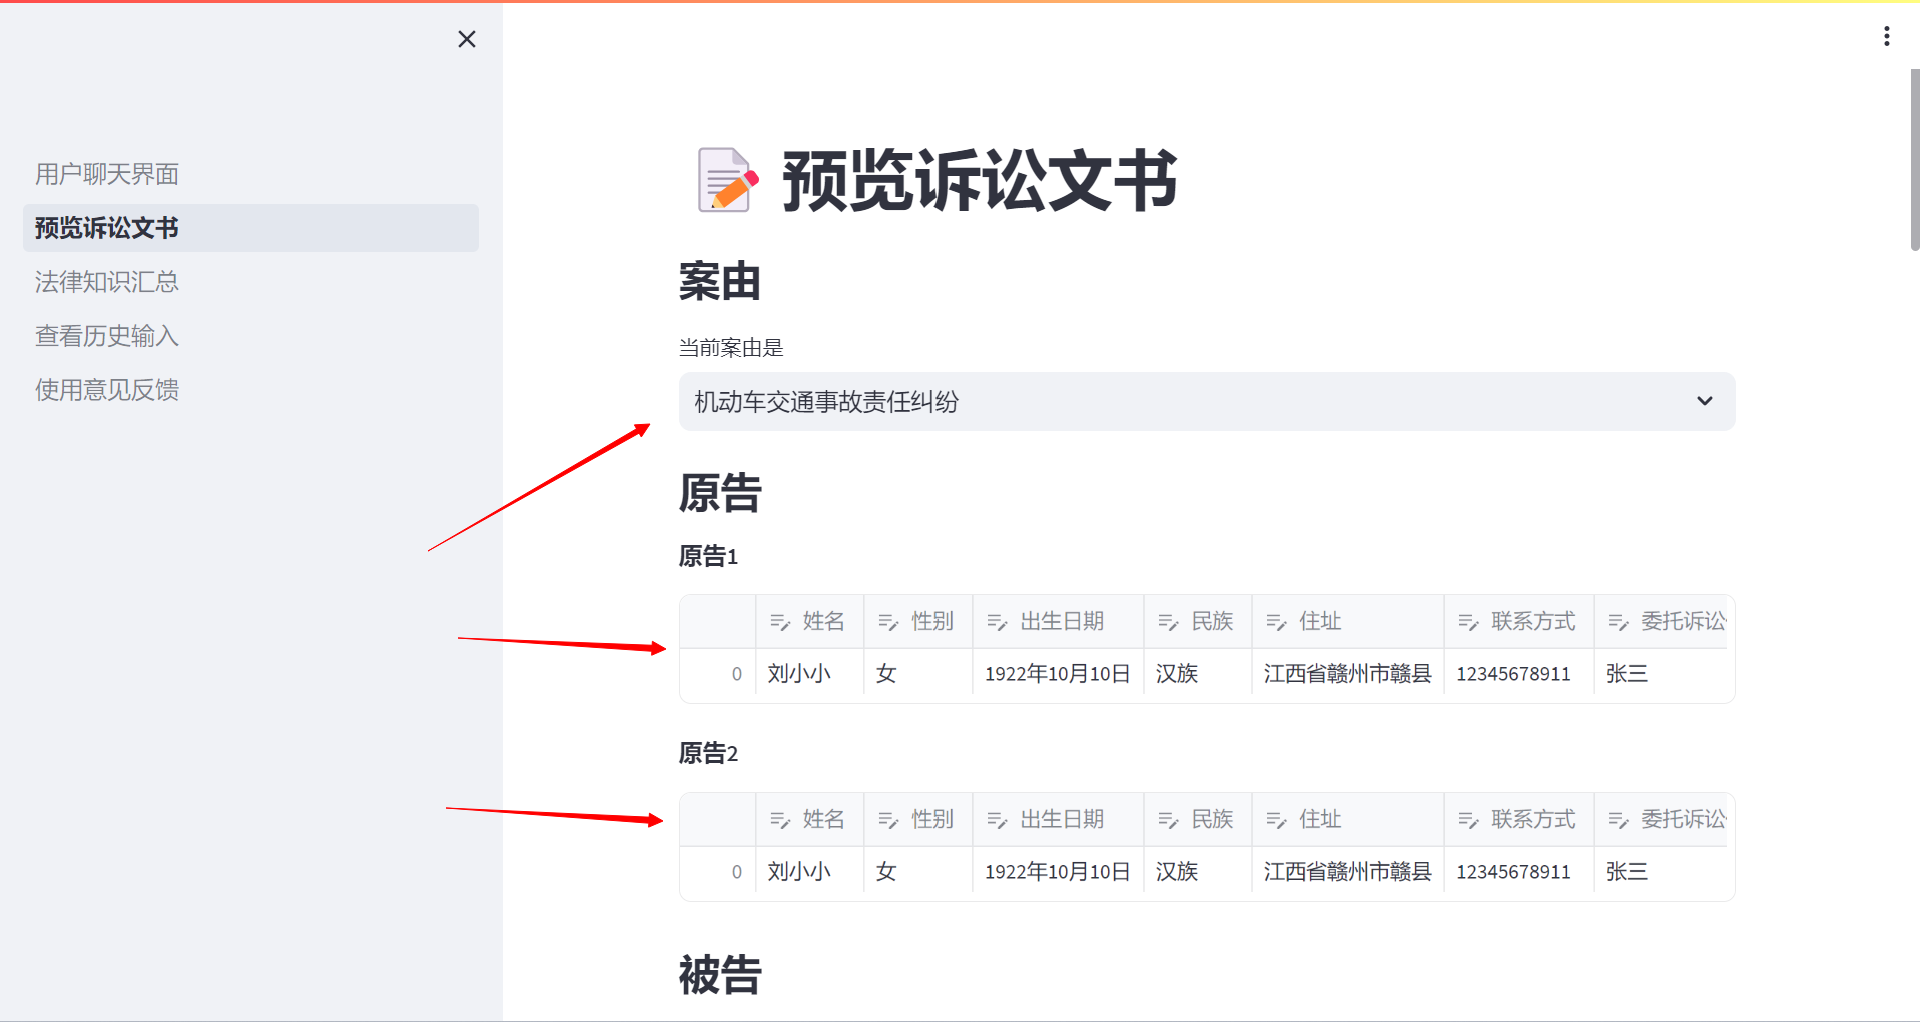 用户聊天界面
预览诉讼文书
法律知识汇总
查看历史输入
使用意见反馈
预览诉讼文书
案由
当前案由是
机动车交通事故责任纠纷
原告
原告1
姓名 性别 出生日期 民族 住址 联系方式 委托诉讼
0 刘小小 女 1922年10月10日 汉族 江西省赣州市赣县 12345678911 张三
原告2
姓名 性别 出生日期 民族 住址 联系方式 委托诉讼
0 刘小小 女 1922年10月10日 汉族 江西省赣州市赣县 12345678911 张三
被告